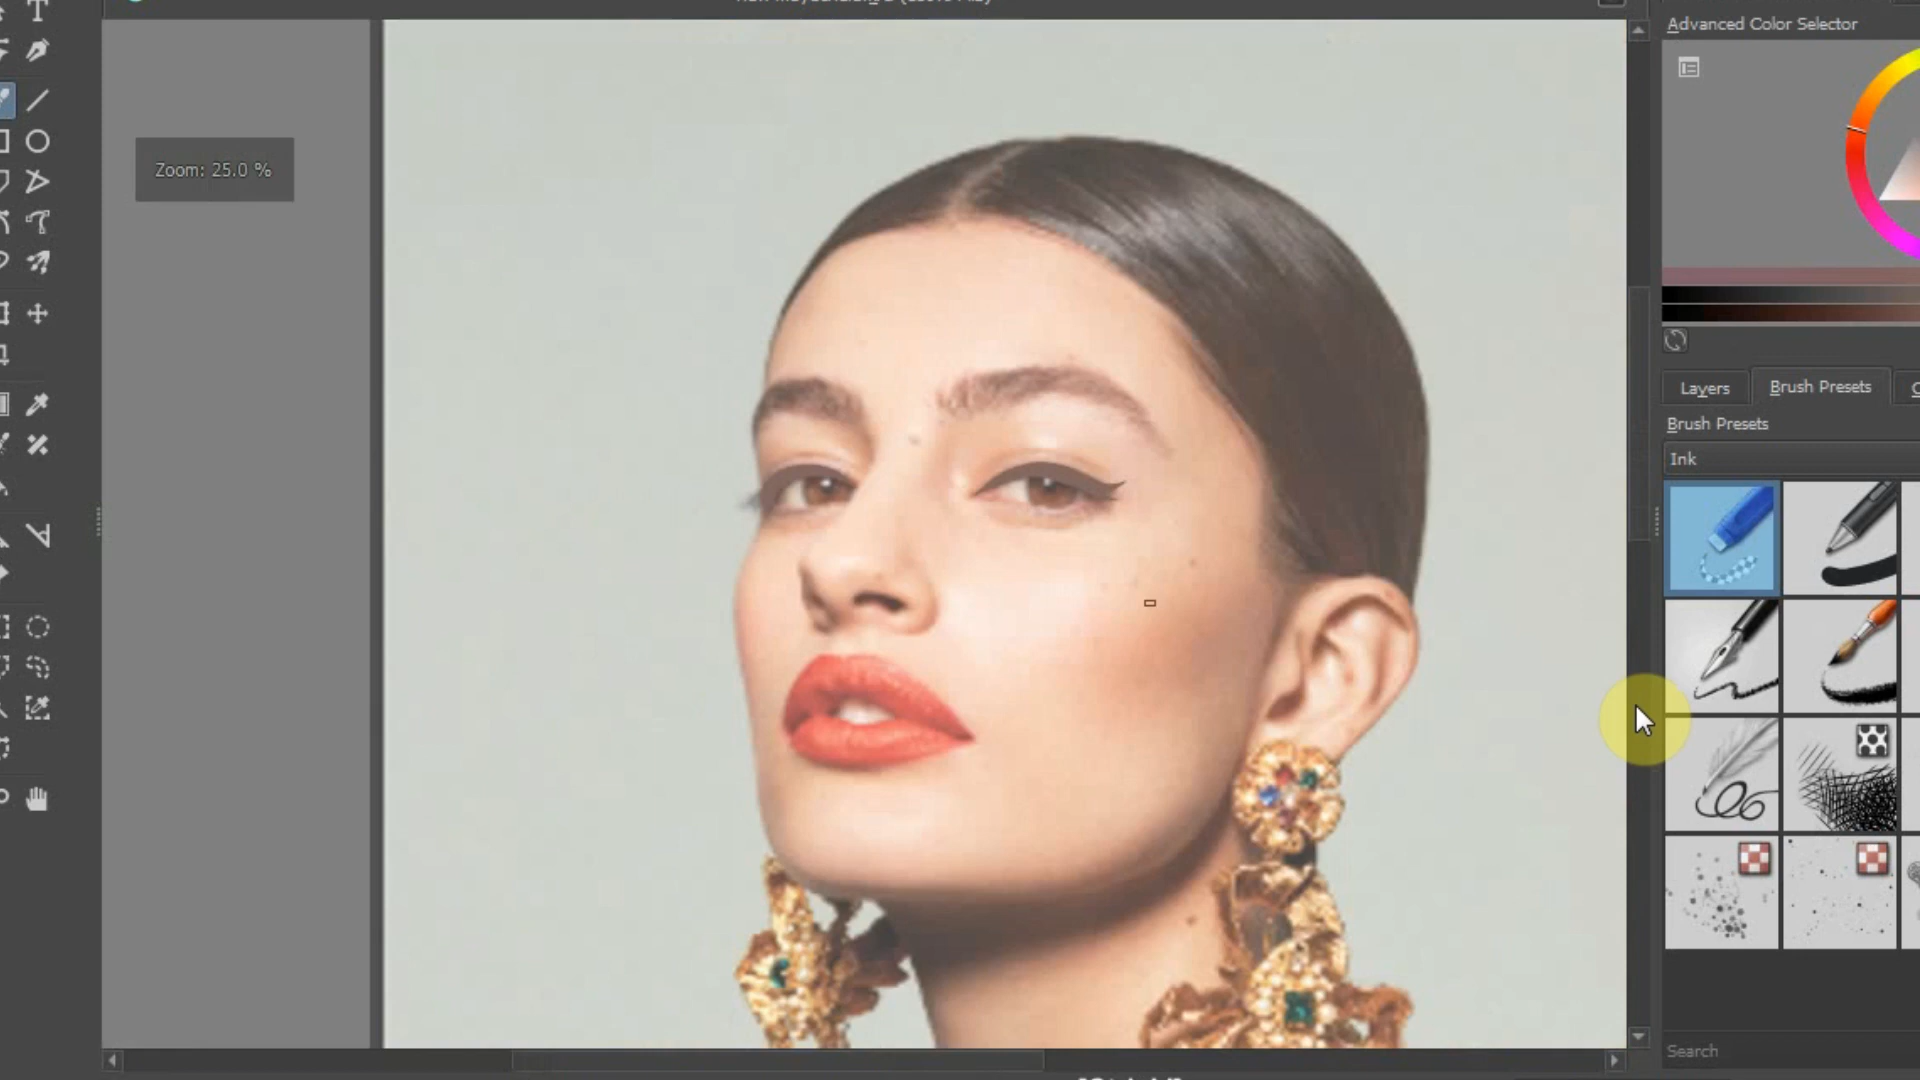 Advanced Color Selector
Zoom: 25.0 %
Layers
Brush Presets
Brush Presets
Ink
Search